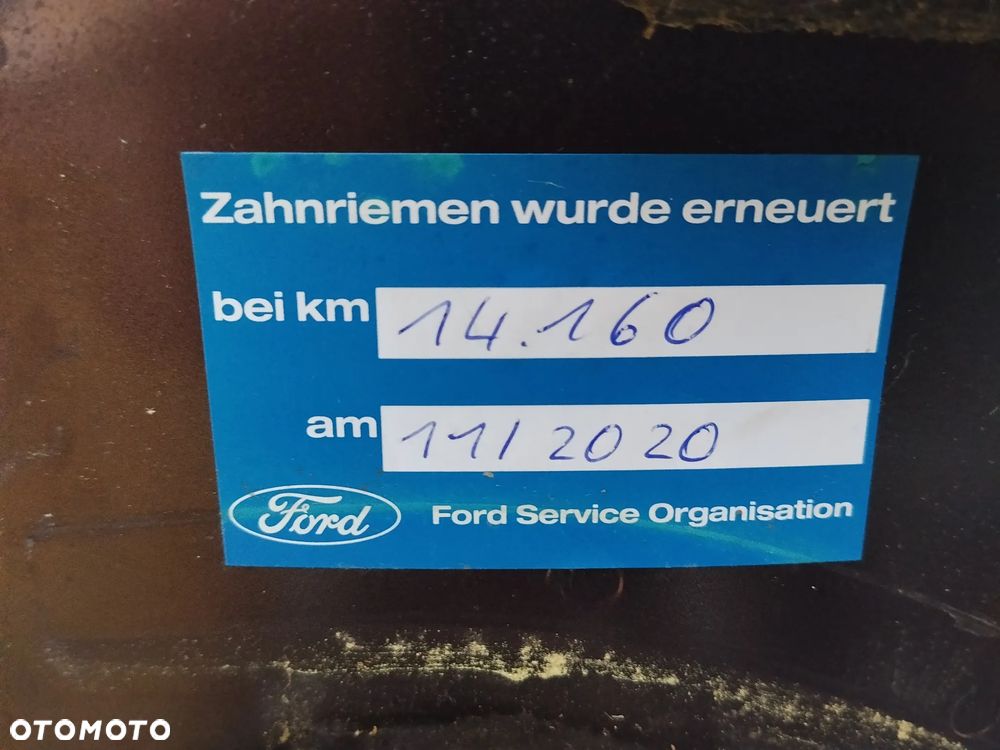 Zahnriemen wurde erneuert
bei km 14.160
am 11/2020
Ford Ford Service Organisation
OTOMOTO